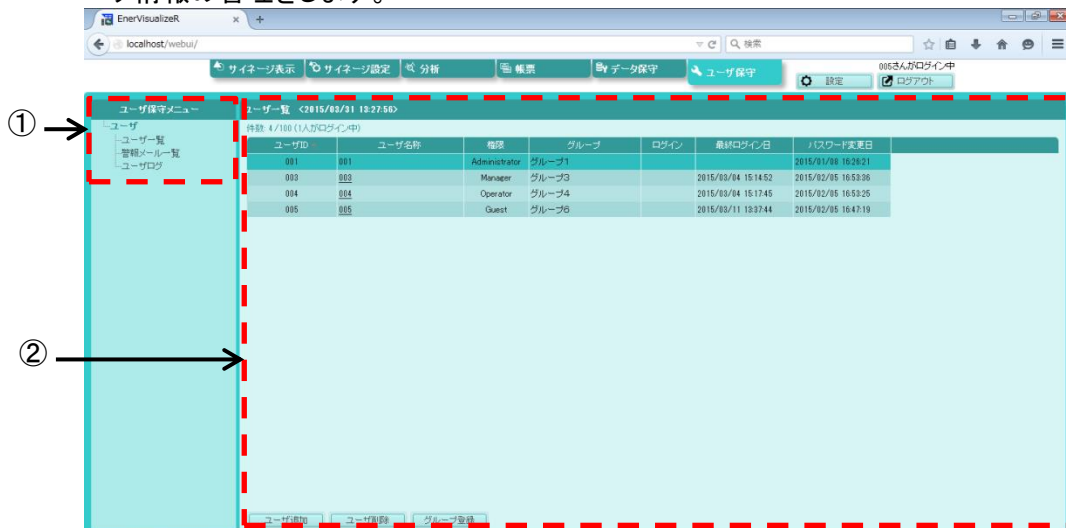 EnerVisualizeR × +
localhost/webui/ 検索
サイネージ表示 サイネージ設定 分析 帳票 データ保守 ユーザ保守 005さんがログイン中
設定 ログアウト
① ユーザ保守メニュー
ユーザ
ユーザ一覧
警報メール一覧
ユーザログ
ユーザ一覧 <2015/03/31 13:27:56>
件数: 4/100 (1人がログイン中)
ユーザID ユーザ名称 権限 グループ ログイン 最終ログイン日 パスワード変更日
001 001 Administrator グループ1 2015/01/08 16:26:21
003 003 Manager グループ3 2015/03/04 15:14:52 2015/02/05 16:53:36
004 004 Operator グループ4 2015/03/04 15:17:45 2015/02/05 16:53:25
005 005 Guest グループ6 2015/03/11 13:37:44 2015/02/05 16:47:19
②
ユーザ追加 ユーザ削除 グループ登録